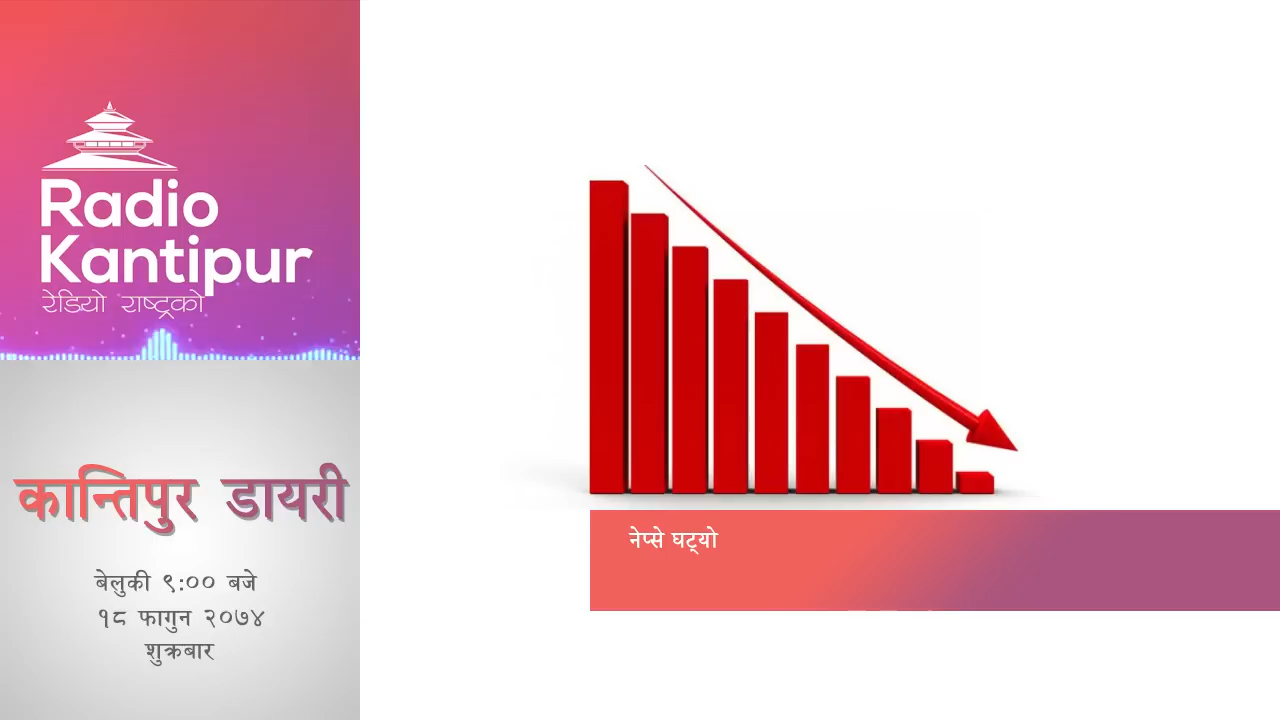 Radio
Kantipur
रेडियो राष्ट्रको
कान्तिपुर डायरी
बेलुकी ९:०० बजे
१८ फागुन २०७४
शुक्रबार
नेप्से घट्यो